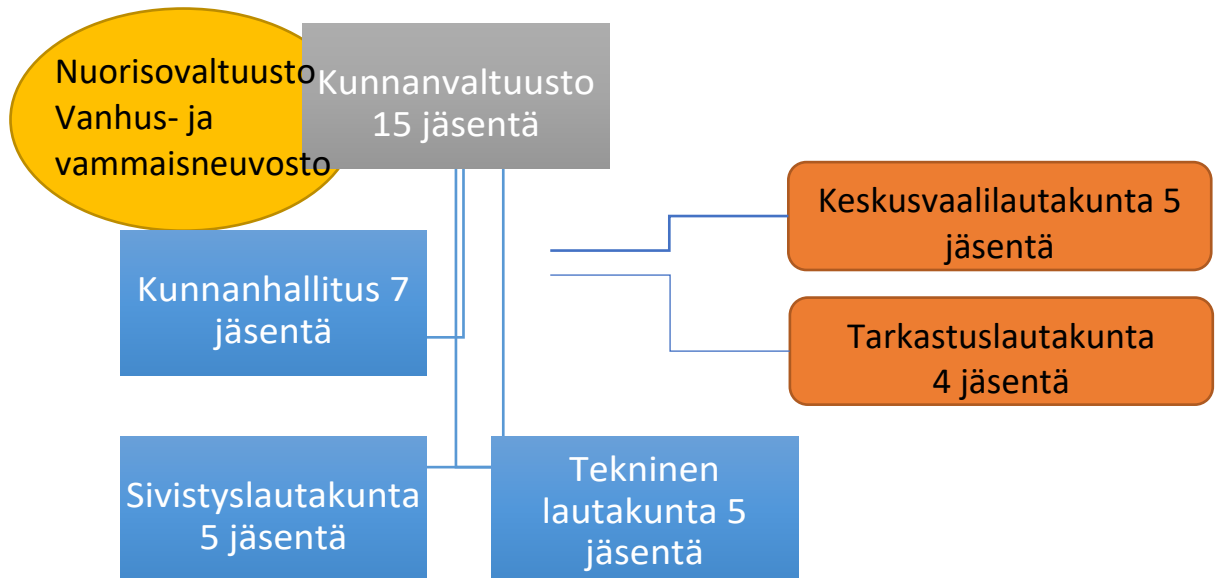 Nuorisovaltuusto
Vanhus- ja
vammaisneuvosto
Kunnanvaltuusto
15 jäsentä
Keskusvaalilautakunta 5
jäsentä
Kunnanhallitus 7
jäsentä
Tarkastuslautakunta
4 jäsentä
Sivistyslautakunta
5 jäsentä
Tekninen
lautakunta 5
jäsentä